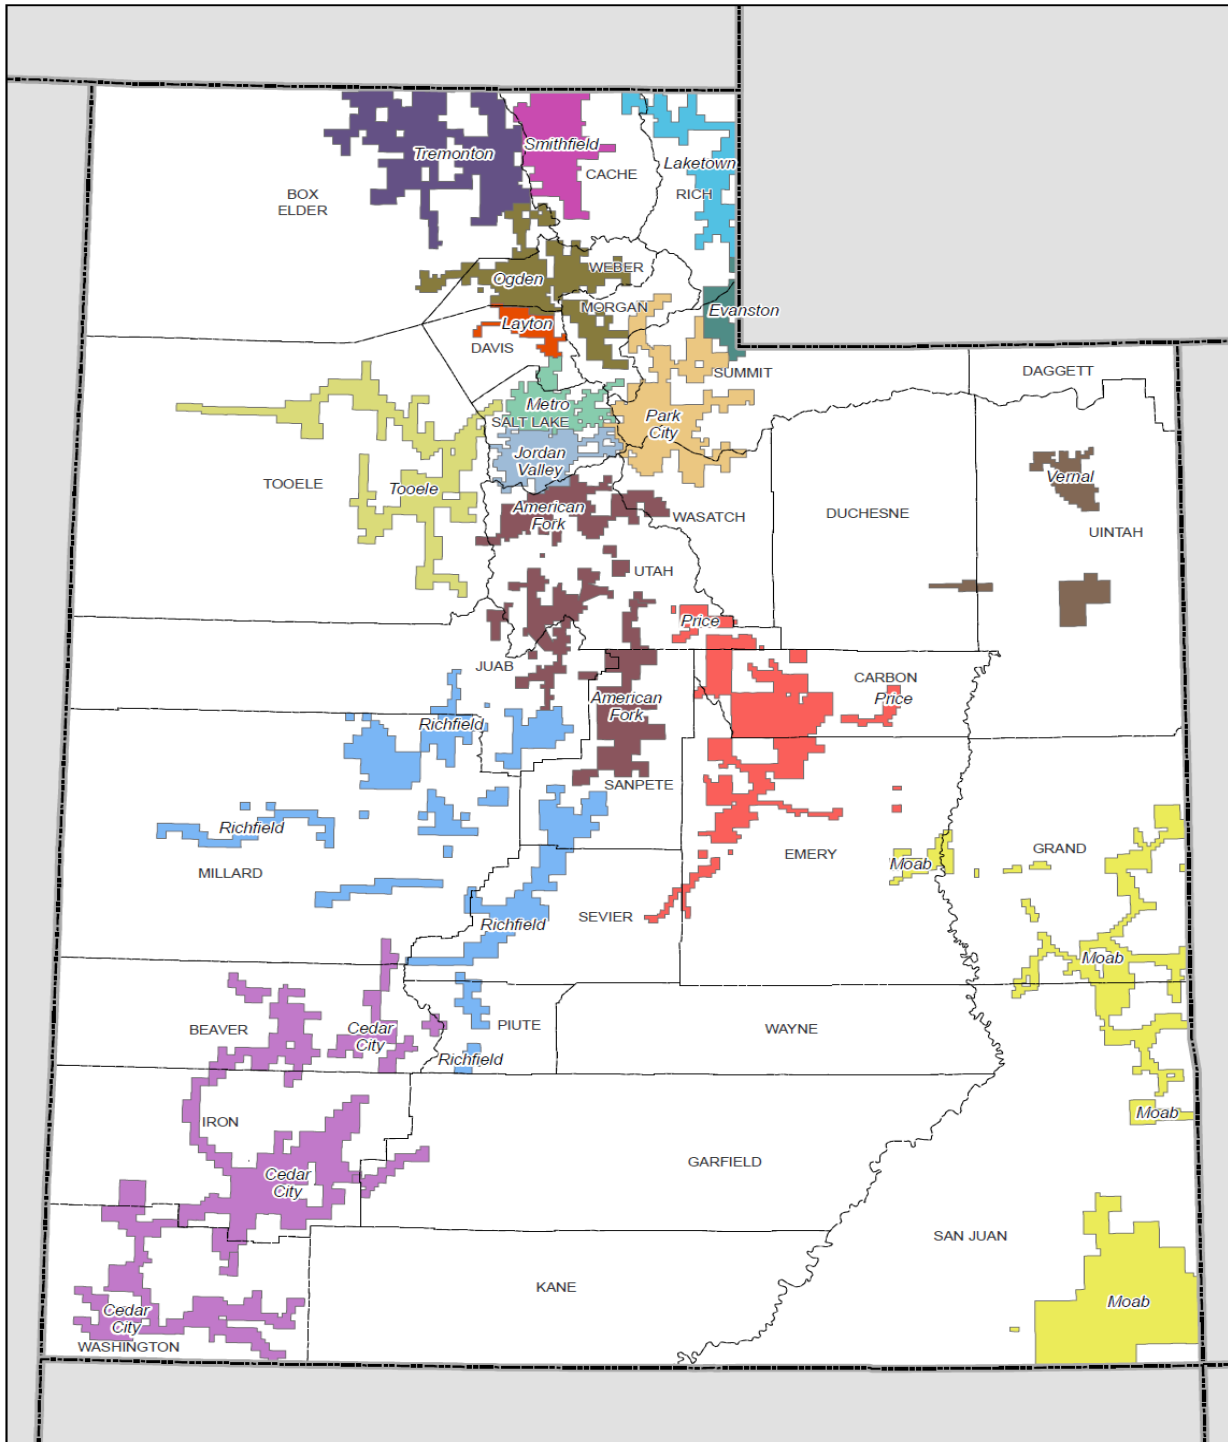 Smithfield
Tremonton
Laketown
CACHE
RICH
BOX
ELDER
WEBER
Ogden
MORGAN
Evanston
Layton
DAVIS
SUMMIT
DAGGETT
Metro
SALT LAKE
Park
City
Jordan
Valley
Vernal
TOOELE
Tooele
American
Fork
WASATCH
DUCHESNE
UINTAH
UTAH
Price
JUAB
CARBON
Price
American
Fork
Richfield
SANPETE
Richfield
MILLARD
EMERY
Moab
GRAND
SEVIER
Richfield
Moab
BEAVER
Cedar
City
PIUTE
WAYNE
Richfield
IRON
Moab
GARFIELD
Cedar
City
SAN JUAN
KANE
Moab
Cedar
City
WASHINGTON